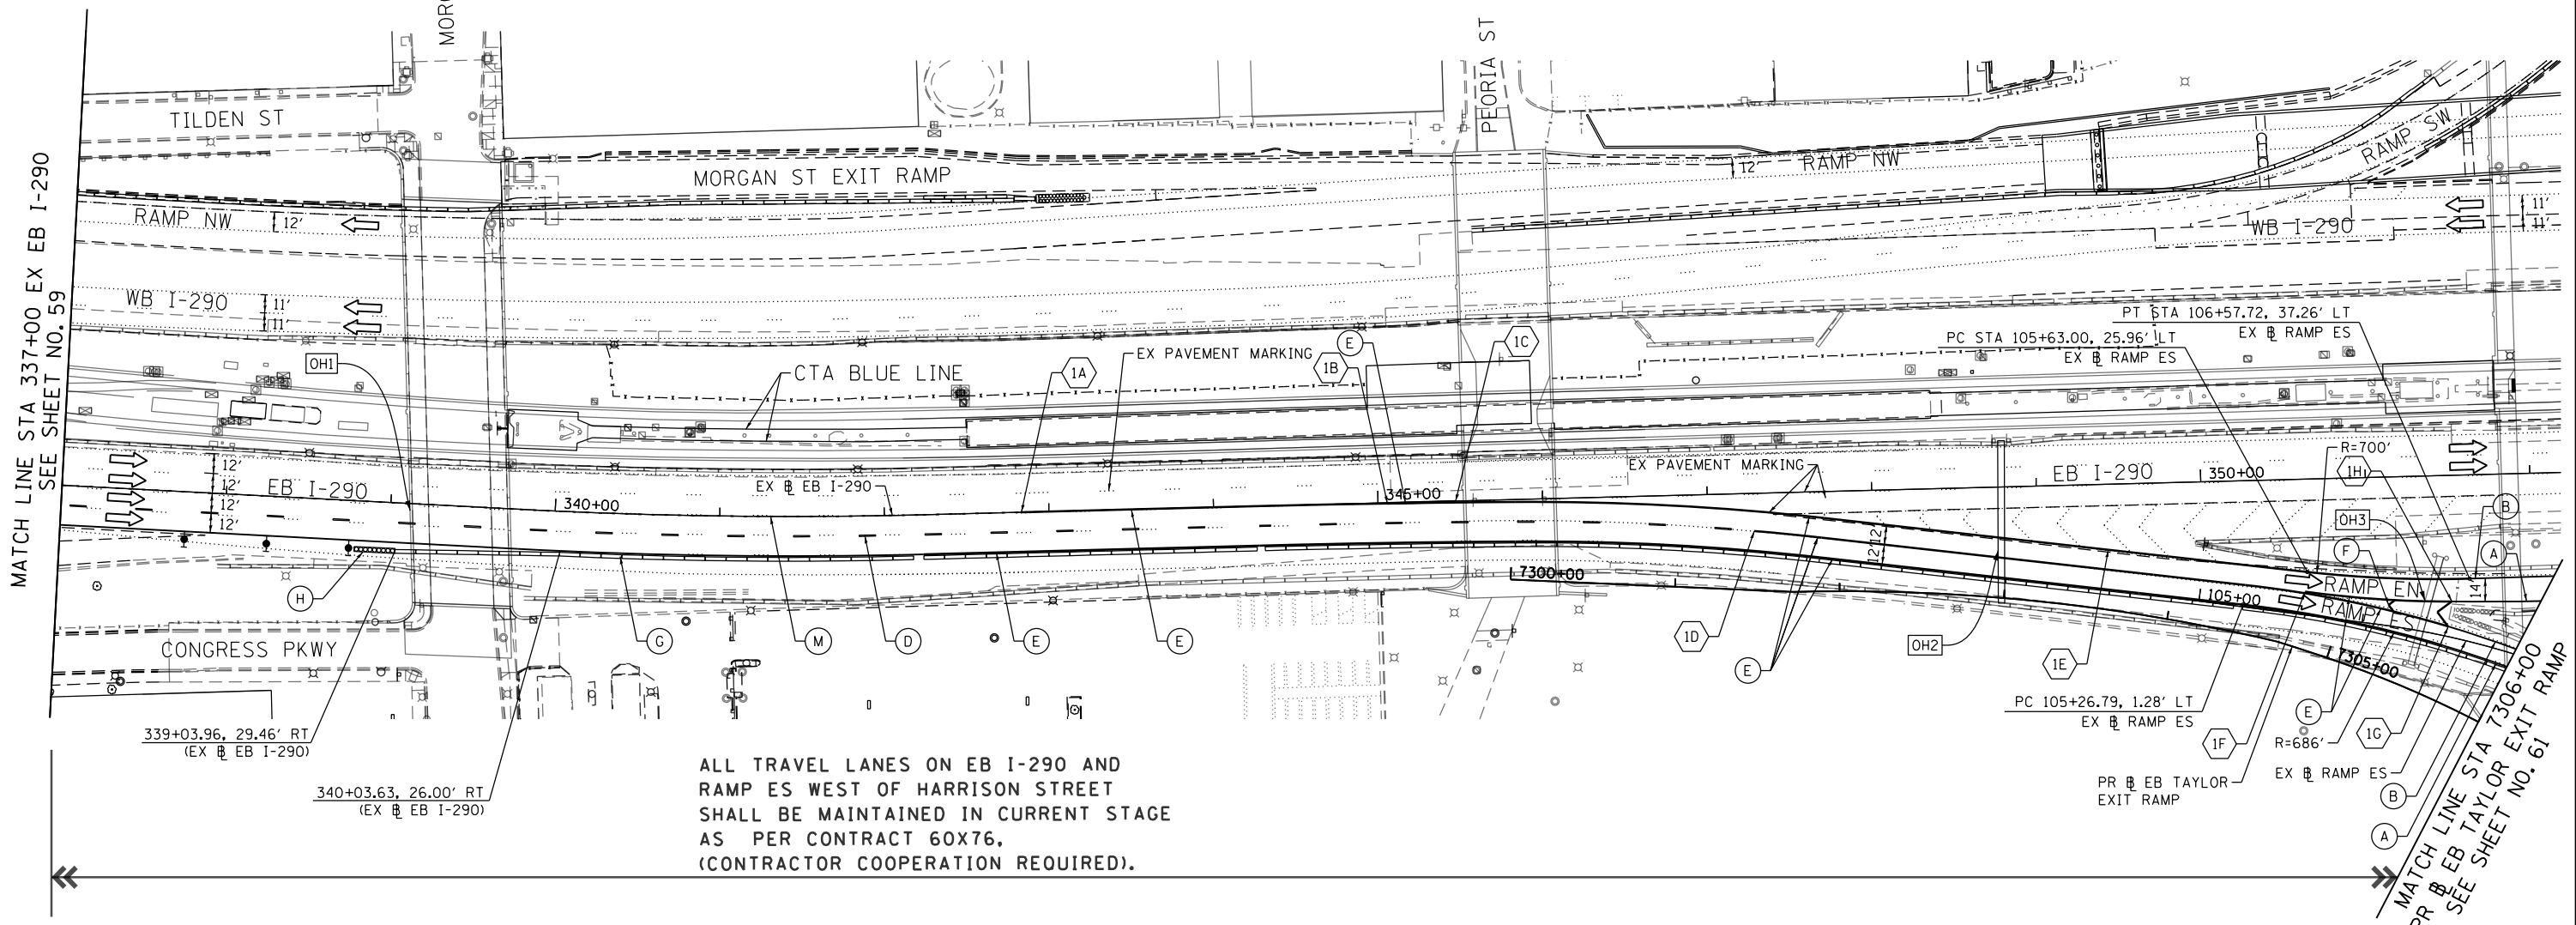 MORG
PEORIA ST
TILDEN ST
MORGAN ST EXIT RAMP
12'
RAMP NW
RAMP SW
RAMP NW
12'
11'
11'
WB I-290
WB I-290
11'
11
MATCH LINE STA 337+00 EX EB I-290
SEE SHEET NO. 59
PT STA 106+57.72, 37.26' LT
EX ℄ RAMP ES
PC STA 105+63.00, 25.96' LT
EX ℄ RAMP ES
OH1
CTA BLUE LINE
1A
EX PAVEMENT MARKING
1B
E
1C
12'
12'
12'
12'
EB I-290
EX ℄ EB I-290
340+00
345+00
EX PAVEMENT MARKING
EB I-290
350+00
R=700'
1H
OH3
B
F
A
12'
12'
7300+00
105+00
RAMP EN
RAMP ES
14'
7305+00
H
G
M
D
E
E
1D
E
OH2
1E
CONGRESS PKWY
339+03.96, 29.46' RT
(EX ℄ EB I-290)
340+03.63, 26.00' RT
(EX ℄ EB I-290)
PC 105+26.79, 1.28' LT
EX ℄ RAMP ES
1F
E
R=686'
1G
PR ℄ EB TAYLOR
EXIT RAMP
EX ℄ RAMP ES
B
A
ALL TRAVEL LANES ON EB I-290 AND
RAMP ES WEST OF HARRISON STREET
SHALL BE MAINTAINED IN CURRENT STAGE
AS PER CONTRACT 60X76,
(CONTRACTOR COOPERATION REQUIRED).
MATCH LINE STA 7306+00
PR ℄ EB TAYLOR EXIT RAMP
SEE SHEET NO. 61